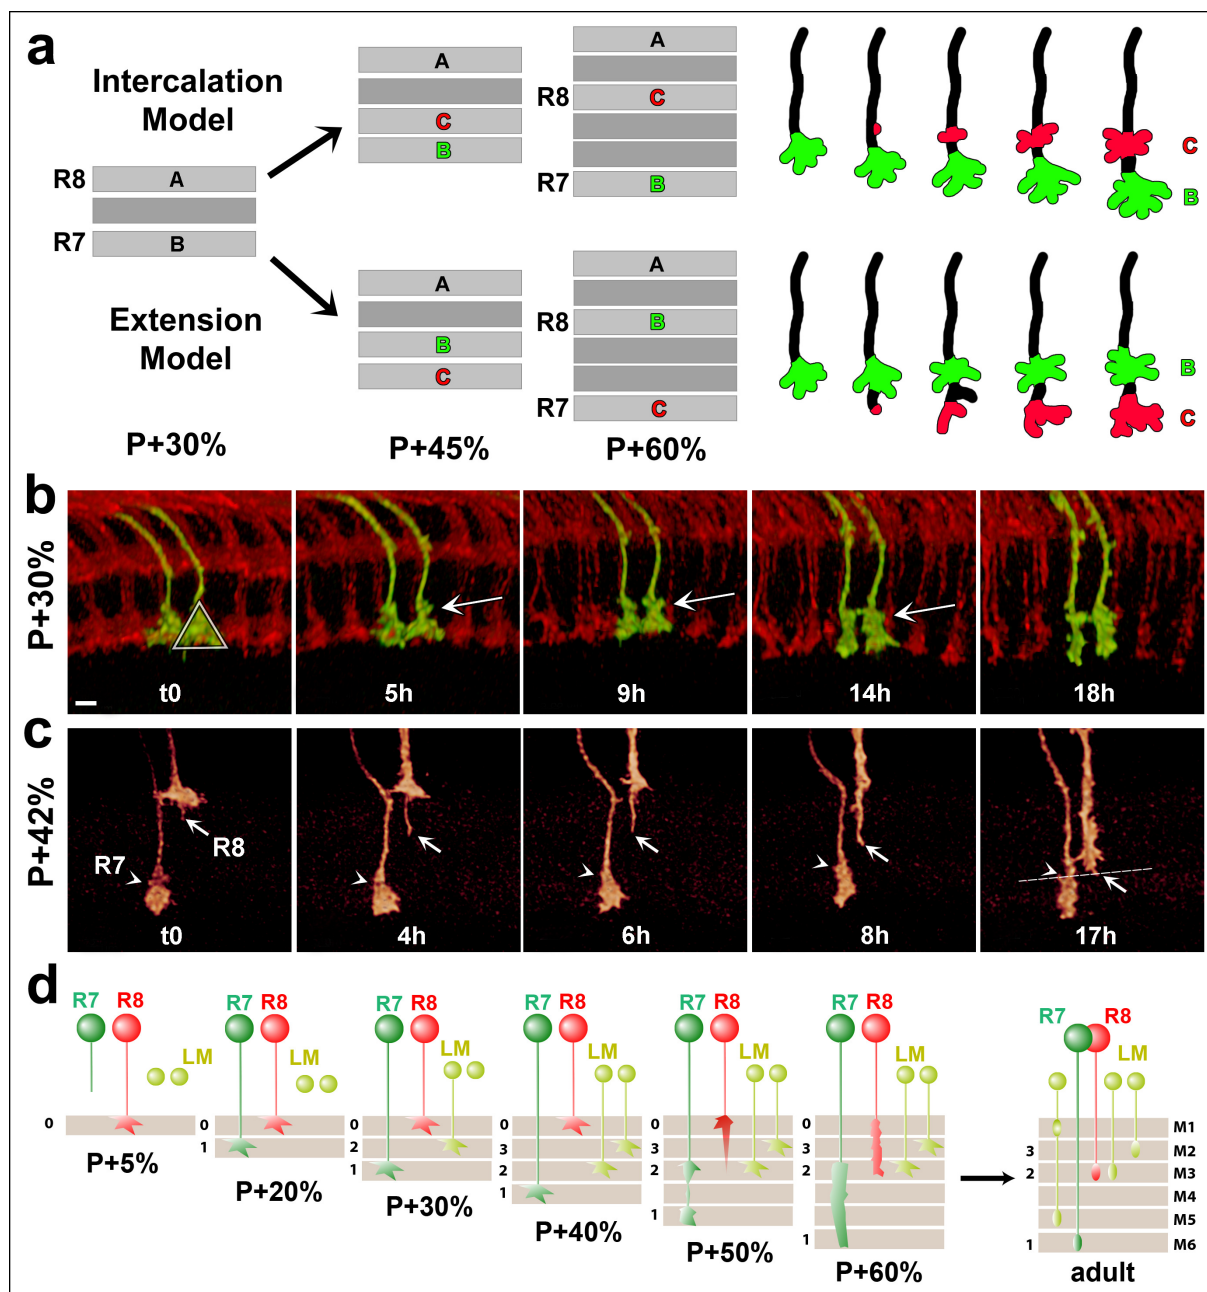 a
Intercalation
Model
R8 A
R7 B
Extension
Model
P+30%
A
C
B
A
B
C
P+45%
A
R8 C
R7 B
A
R8 B
R7 C
P+60%
C
B
B
C
b
P+30%
t0
5h
9h
14h
18h
c
P+42%
R7
R8
t0
4h
6h
8h
17h
d
R7 R8
LM
0
P+5%
R7 R8
LM
0
1
P+20%
R7 R8
LM
0
2
1
P+30%
R7 R8
LM
0
3
2
1
P+40%
R7 R8
LM
0
3
2
1
P+50%
R7 R8
LM
0
3
2
1
P+60%
R7 R8
LM
M1
3 M2
2 M3
M4
M5
1 M6
adult